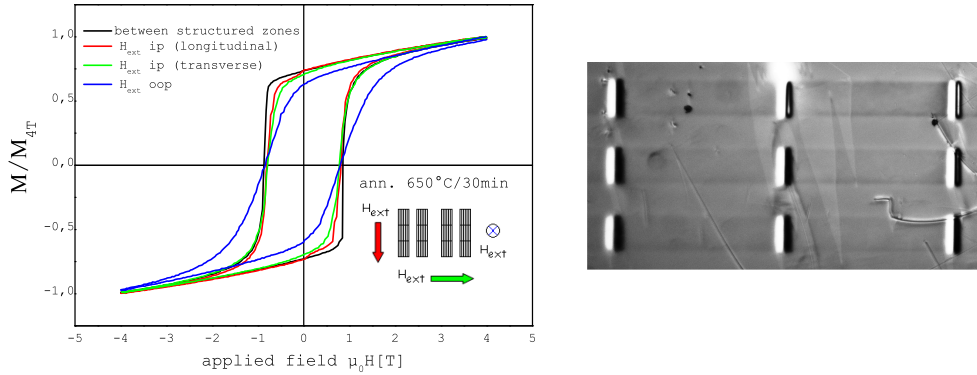 between structured zones
H_ext ip (longitudinal)
H_ext ip (transverse)
H_ext oop
M/M_4T
1,0
0,5
0,0
-0,5
-1,0
ann. 650°C/30min
H_ext
H_ext
H_ext
-5 -4 -3 -2 -1 0 1 2 3 4 5
applied field μ₀H[T]